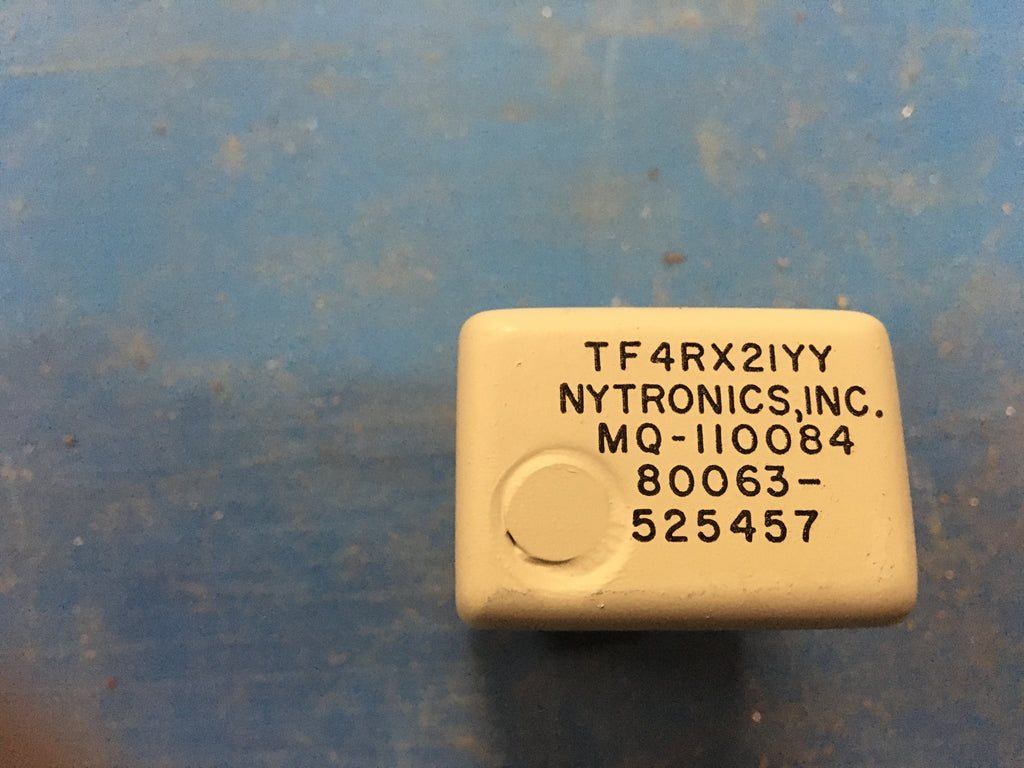 TF4RX21YY
NYTRONICS,INC.
MQ-110084
80063-
525457